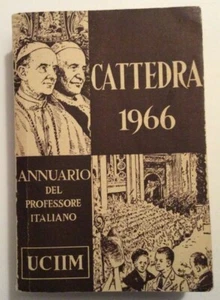 CATTEDRA
1966
ANNUARIO
DEL
PROFESSORE
ITALIANO
UCIIM